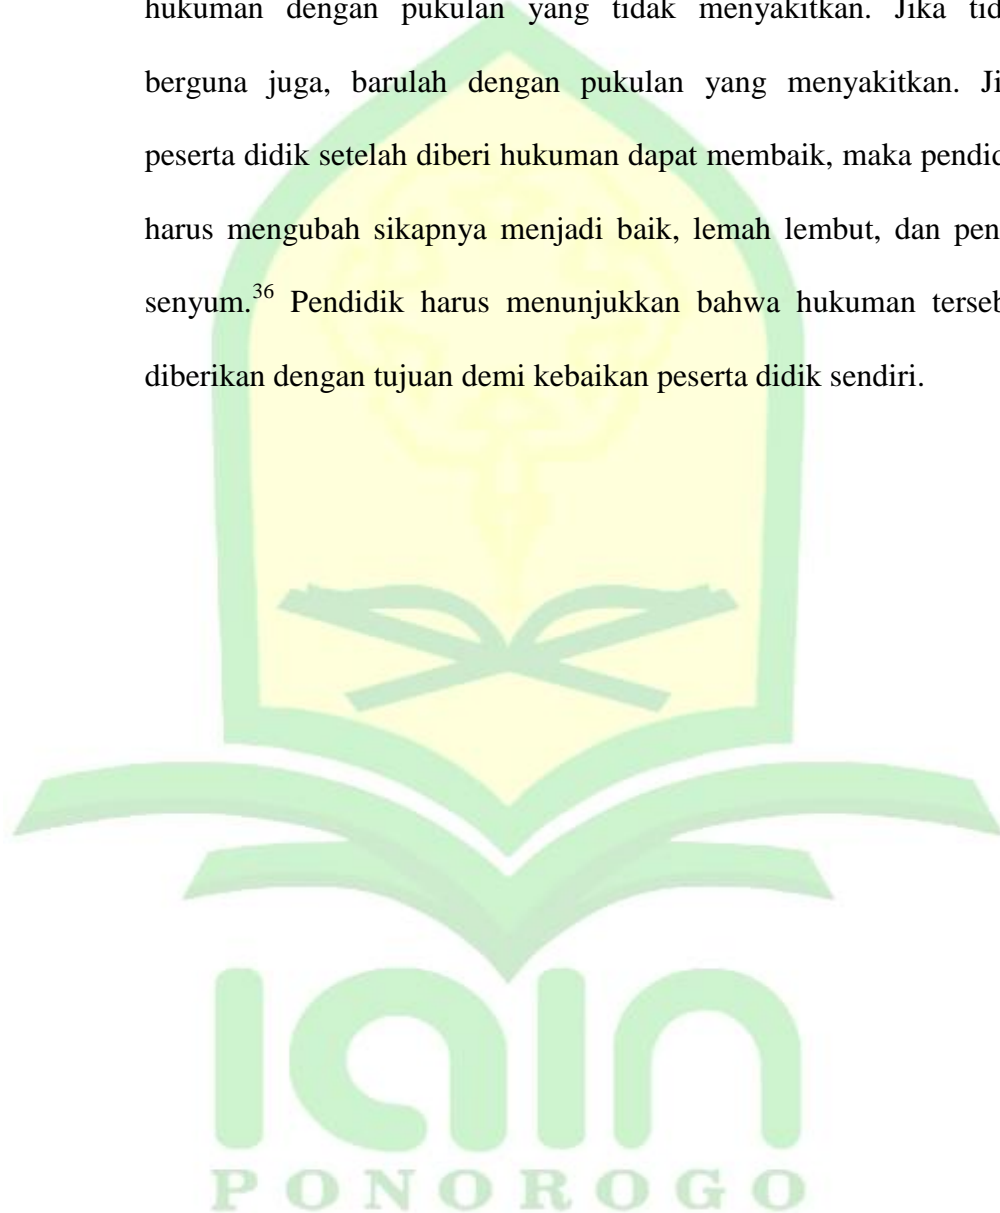 hukuman dengan pukulan yang tidak menyakitkan. Jika
berguna juga, barulah dengan pukulan yang menyakitkan.
peserta didik setelah diberi hukuman dapat membaik, maka
harus mengubah sikapnya menjadi baik, lemah lembut, dan
senyum.36 Pendidik harus menunjukkan bahwa hukuman
diberikan dengan tujuan demi kebaikan peserta didik sendiri.
iain
PONOROGO